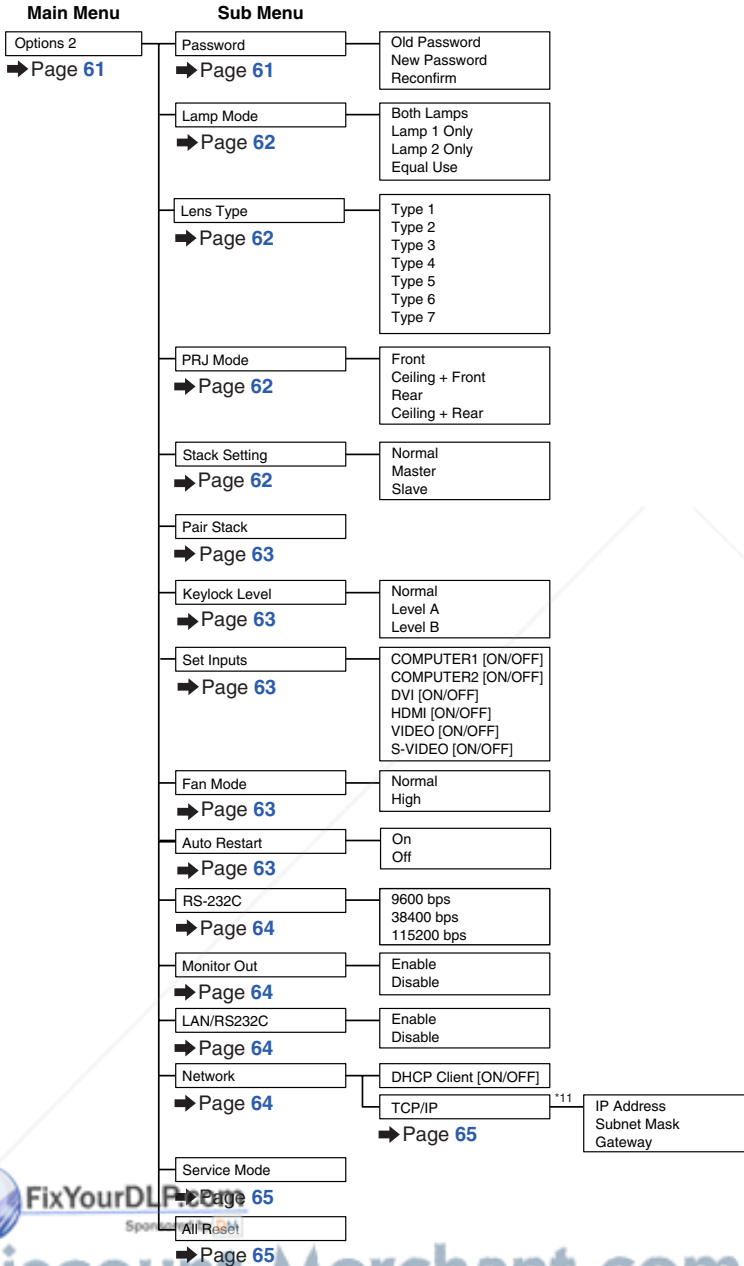 Main Menu
Sub Menu
Options 2
Page 61
Password
Page 61
Old Password
New Password
Reconfirm
Lamp Mode
Page 62
Both Lamps
Lamp 1 Only
Lamp 2 Only
Equal Use
Lens Type
Page 62
Type 1
Type 2
Type 3
Type 4
Type 5
Type 6
Type 7
PRJ Mode
Page 62
Front
Ceiling + Front
Rear
Ceiling + Rear
Stack Setting
Page 62
Normal
Master
Slave
Pair Stack
Page 63
Keylock Level
Page 63
Normal
Level A
Level B
Set Inputs
Page 63
COMPUTER1 [ON/OFF]
COMPUTER2 [ON/OFF]
DVI [ON/OFF]
HDMI [ON/OFF]
VIDEO [ON/OFF]
S-VIDEO [ON/OFF]
Fan Mode
Page 63
Normal
High
Auto Restart
Page 63
On
Off
RS-232C
Page 64
9600 bps
38400 bps
115200 bps
Monitor Out
Page 64
Enable
Disable
LAN/RS232C
Page 64
Enable
Disable
Network
Page 64
DHCP Client [ON/OFF]
TCP/IP
*11
Page 65
IP Address
Subnet Mask
Gateway
Service Mode
Page 65
FixYourDLP.com
All Reset
Page 65